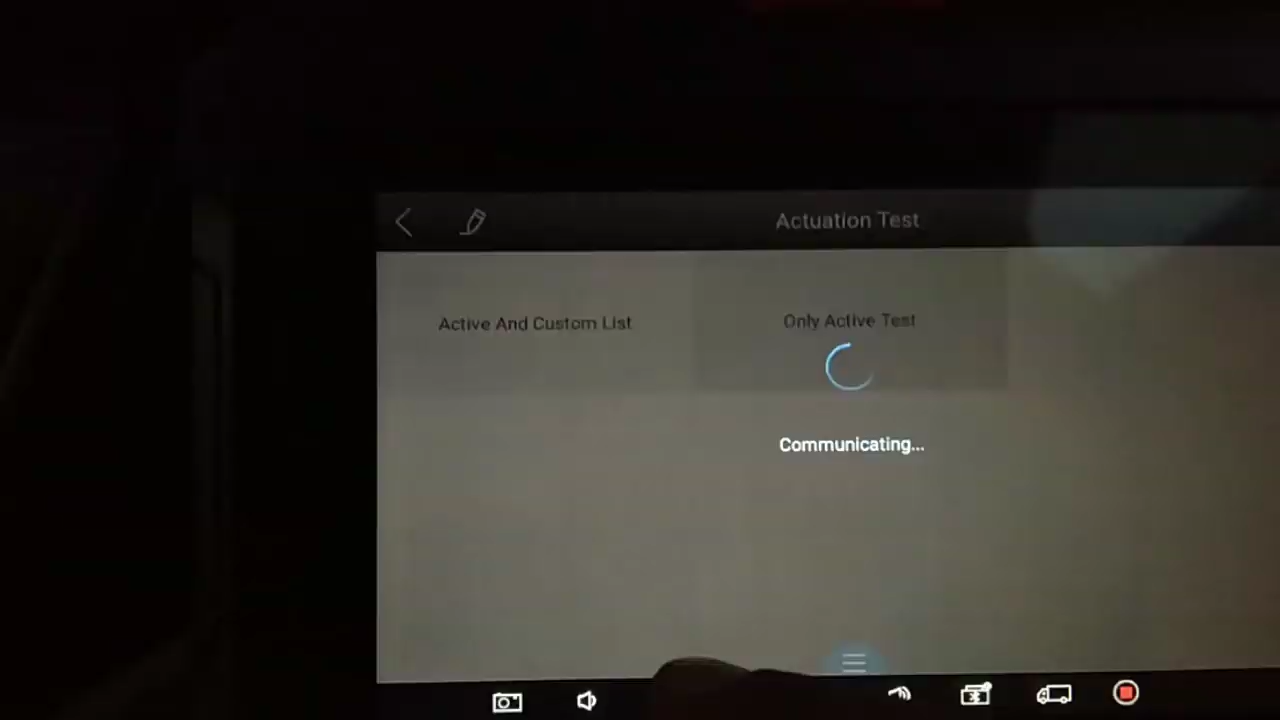 Actuation Test
Active And Custom List
Only Active Test
Communicating...